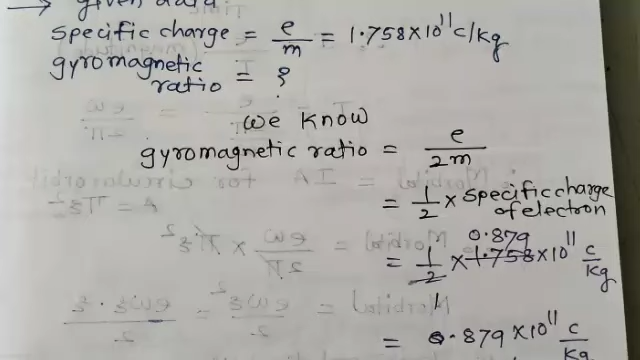 → given data
specific charge = e/m = 1.758×10¹¹ c/kg
gyromagnetic ratio = ?
we know
gyromagnetic ratio = e/2m
= 1/2 × specific charge of electron
= 1/2 × 1.758 0.879 ×10¹¹ c/kg
1
= 0.879 ×10¹¹ c/kg